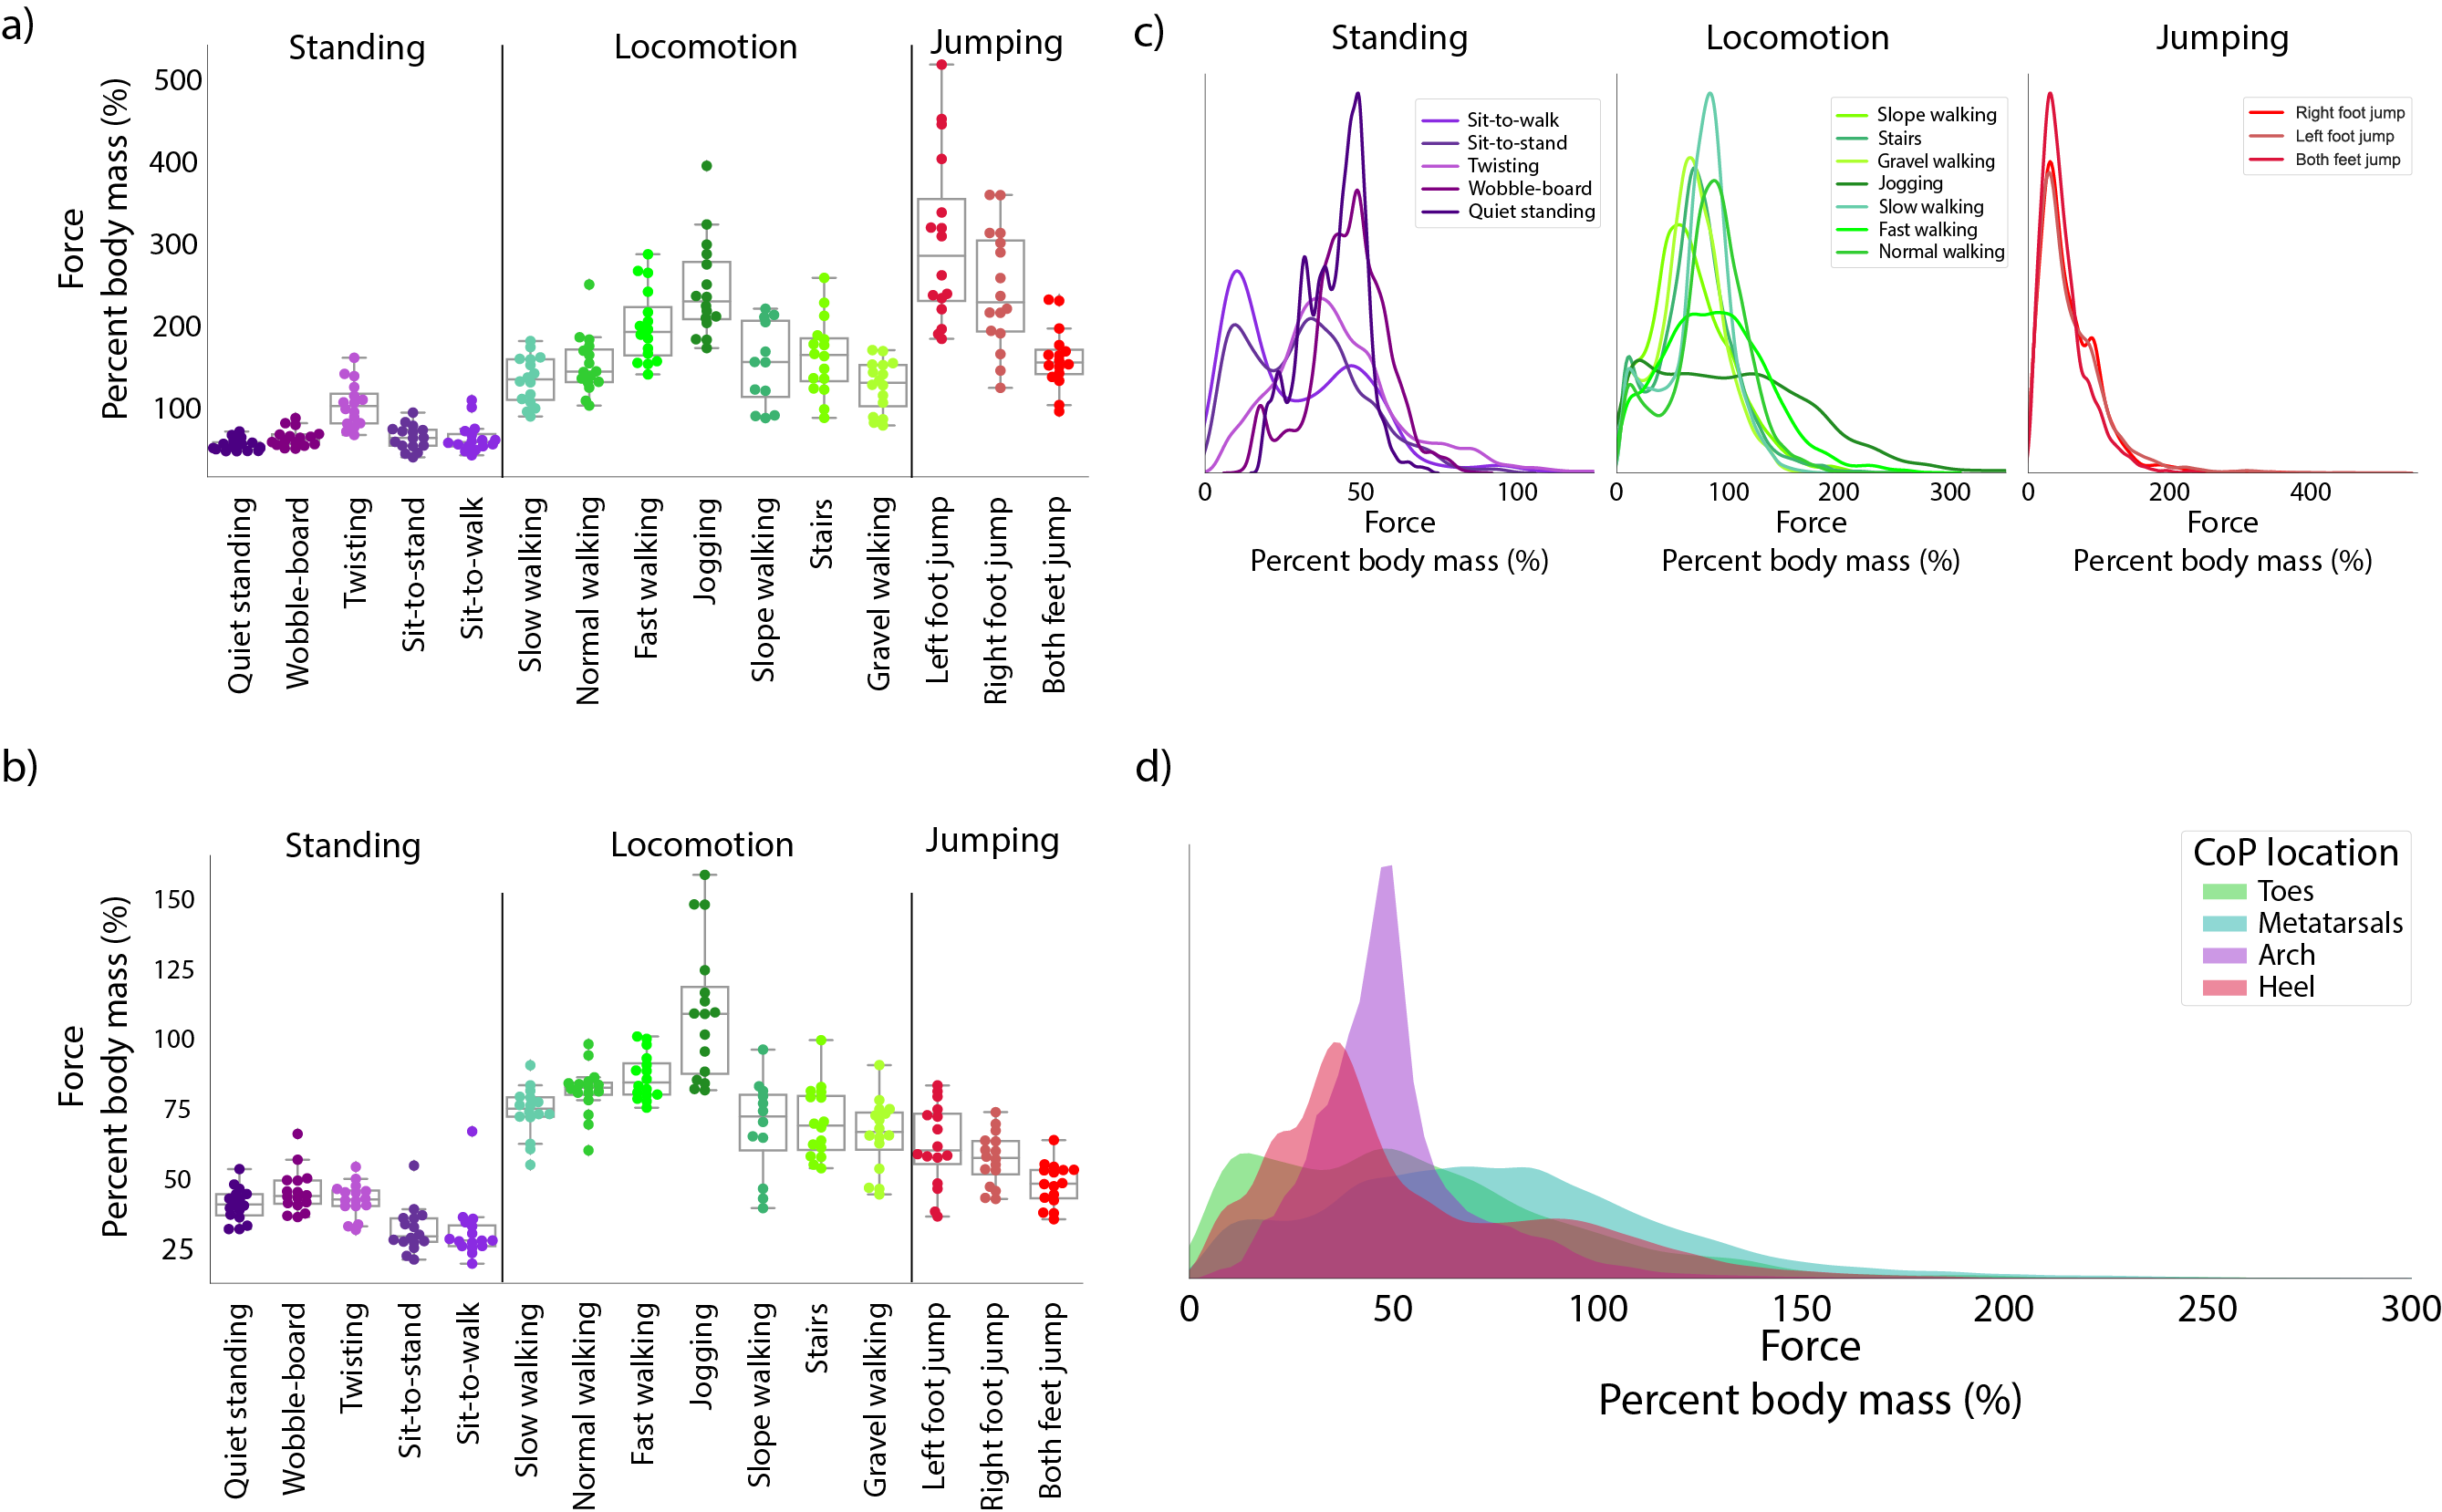 a)
Standing
Locomotion
Jumping
Force
Percent body mass (%)
500
400
300
200
100
Quiet standing
Wobble-board
Twisting
Sit-to-stand
Sit-to-walk
Slow walking
Normal walking
Fast walking
Jogging
Slope walking
Stairs
Gravel walking
Left foot jump
Right foot jump
Both feet jump
c)
Standing
Sit-to-walk
Sit-to-stand
Twisting
Wobble-board
Quiet standing
0 50 100
Force
Percent body mass (%)
Locomotion
Slope walking
Stairs
Gravel walking
Jogging
Slow walking
Fast walking
Normal walking
0 100 200 300
Force
Percent body mass (%)
Jumping
Right foot jump
Left foot jump
Both feet jump
0 200 400
Force
Percent body mass (%)
b)
Standing
Locomotion
Jumping
Force
Percent body mass (%)
150
125
100
75
50
25
Quiet standing
Wobble-board
Twisting
Sit-to-stand
Sit-to-walk
Slow walking
Normal walking
Fast walking
Jogging
Slope walking
Stairs
Gravel walking
Left foot jump
Right foot jump
Both feet jump
d)
CoP location
Toes
Metatarsals
Arch
Heel
0 50 100 150 200 250 300
Force
Percent body mass (%)